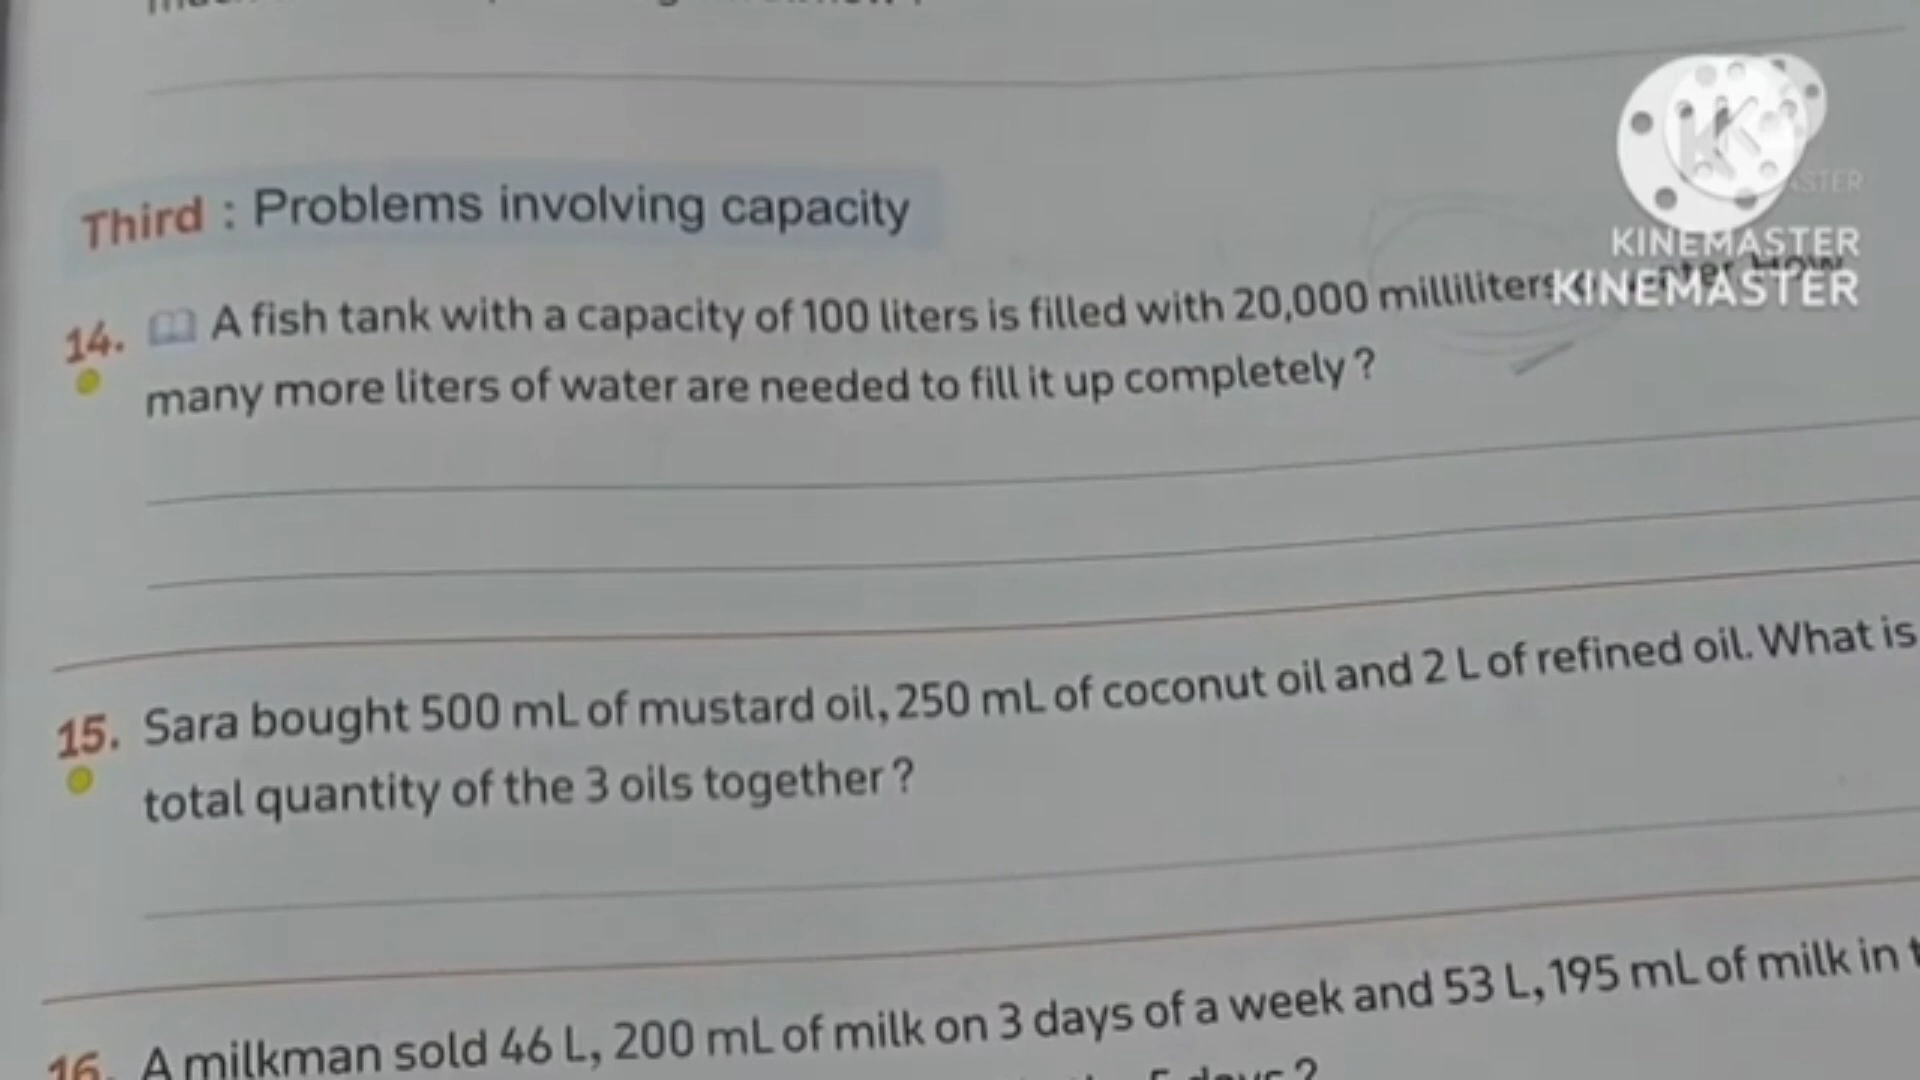 Third : Problems involving capacity
14. A fish tank with a capacity of 100 liters is filled with 20,000 milliliters
many more liters of water are needed to fill it up completely ?
15. Sara bought 500 mL of mustard oil, 250 mL of coconut oil and 2 L of refined oil. What is
total quantity of the 3 oils together ?
16. A milkman sold 46 L, 200 mL of milk on 3 days of a week and 53 L, 195 mL of milk in
days ?
KINEMASTER
KINEMASTER